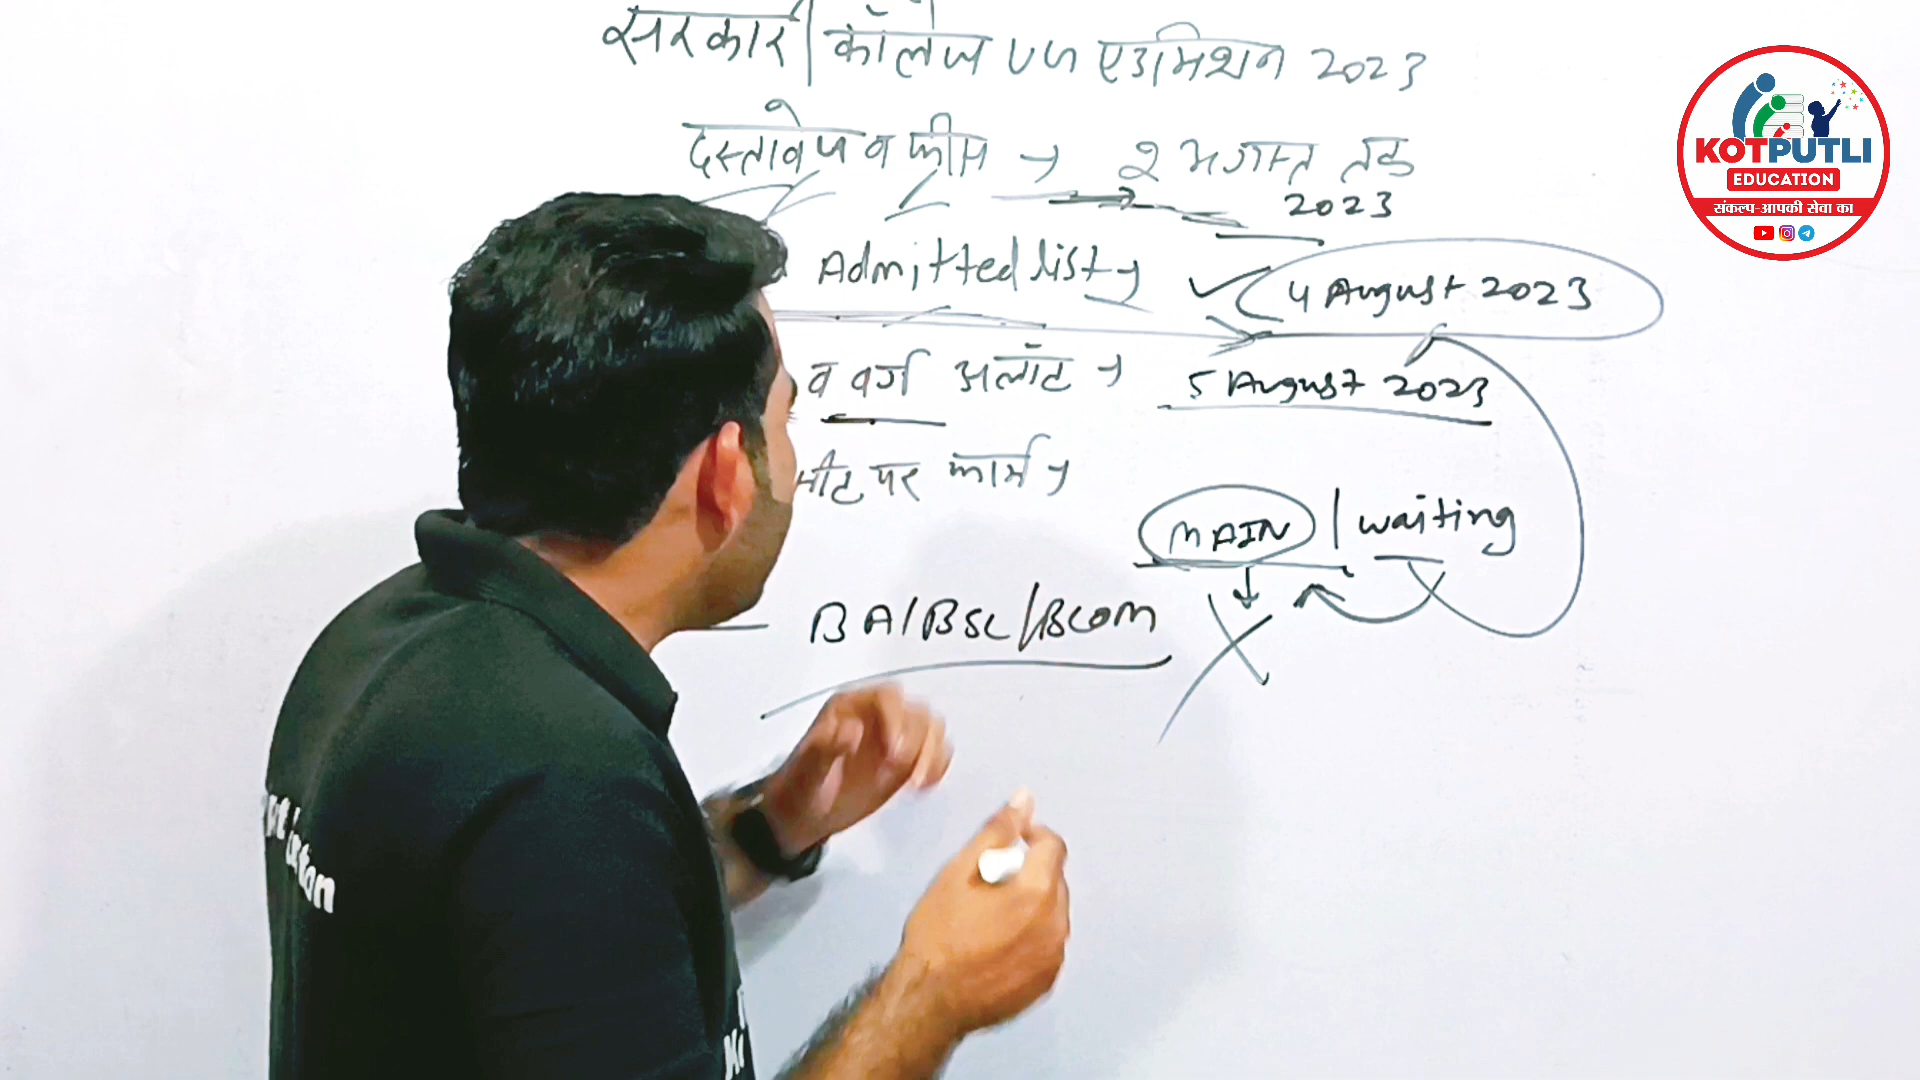 सरकारी कॉलेज UG एडमिशन 2023
दस्तावेज व फीस → 2 अगस्त तक
2023
Admitted list → 4 August 2023
व वर्ग अलॉट → 5 August 2023
सीट पर फार्म →
MAIN | waiting
BA/BSC/BCOM
KOTPUTLI
EDUCATION
संकल्प-आपकी सेवा का